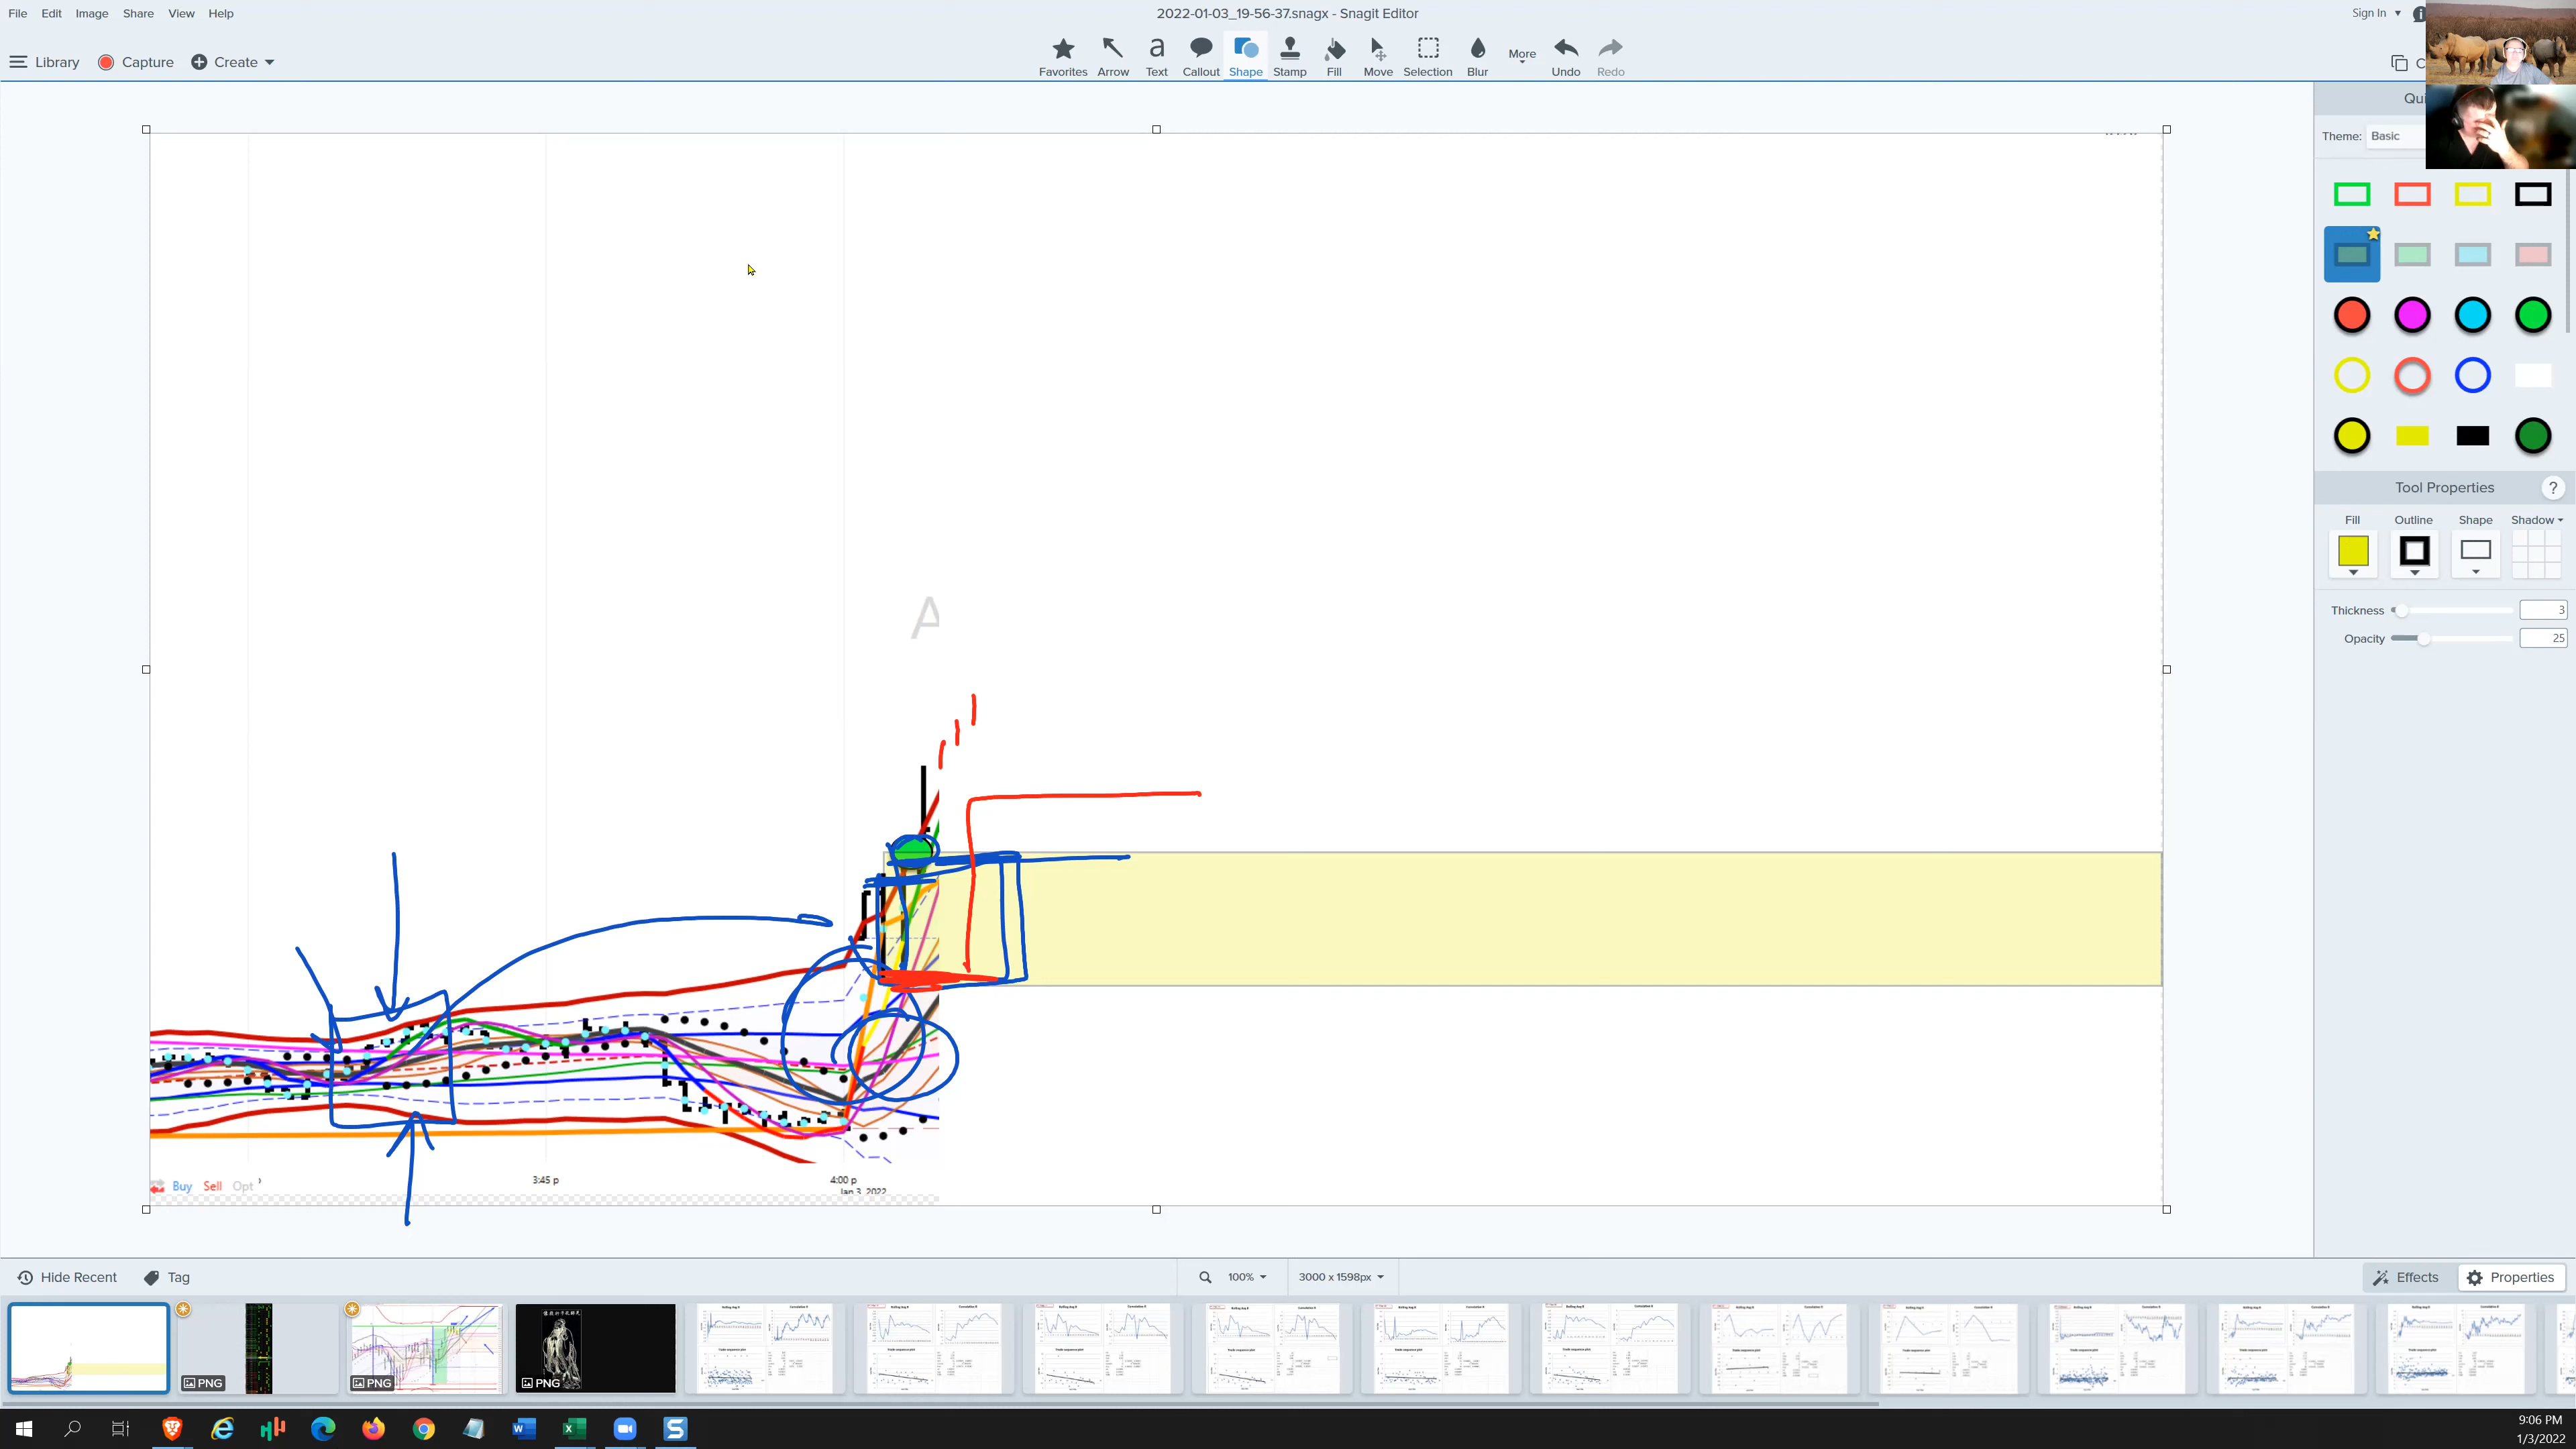 File Edit Image Share View Help
2022-01-03_19-56-37.snagx - Snagit Editor
Sign In
Library Capture Create
Favorites Arrow Text Callout Shape Stamp Fill Move Selection Blur More Undo Redo
Theme: Basic
A
Tool Properties ?
Fill Outline Shape Shadow
Thickness 3
Opacity 25
Buy Sell Opt
3:45 p 4:00 p
Jan 3, 2022
Hide Recent Tag
100% 3000 x 1598px
Effects Properties
PNG PNG PNG
9:06 PM
1/3/2022